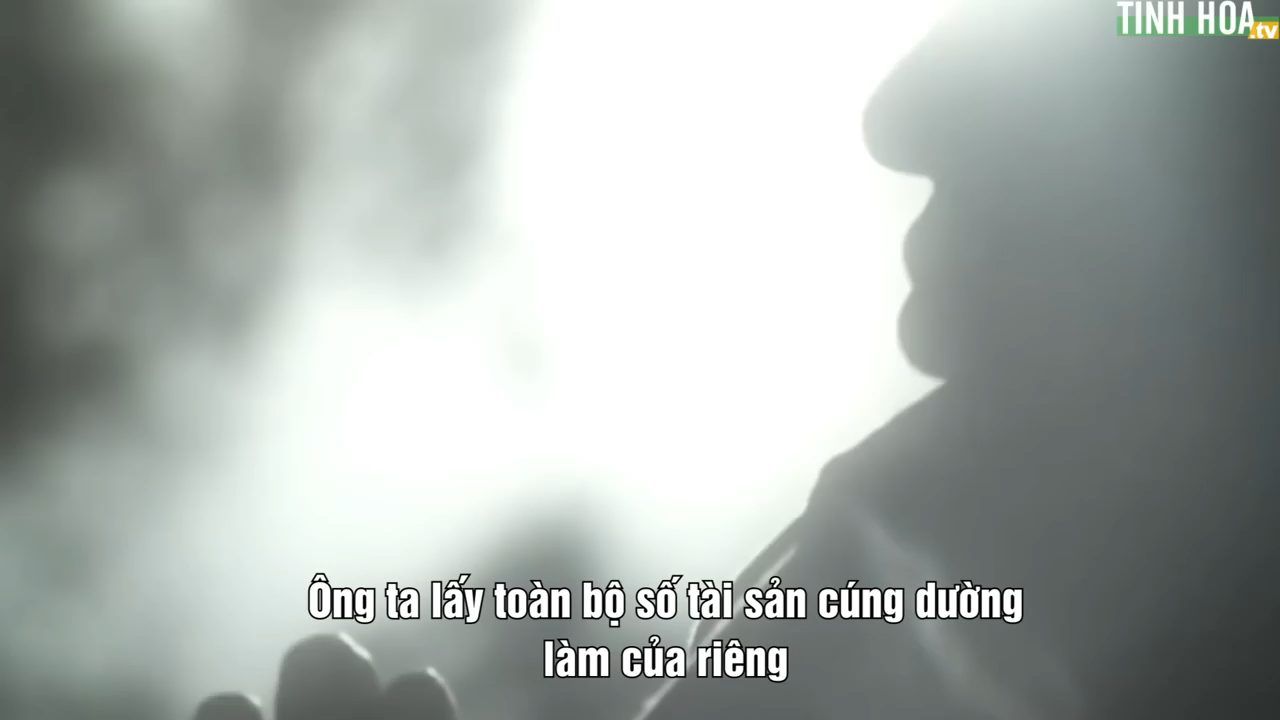 TINH HOA
.tv
Ông ta lấy toàn bộ số tài sản cúng dường
làm của riêng